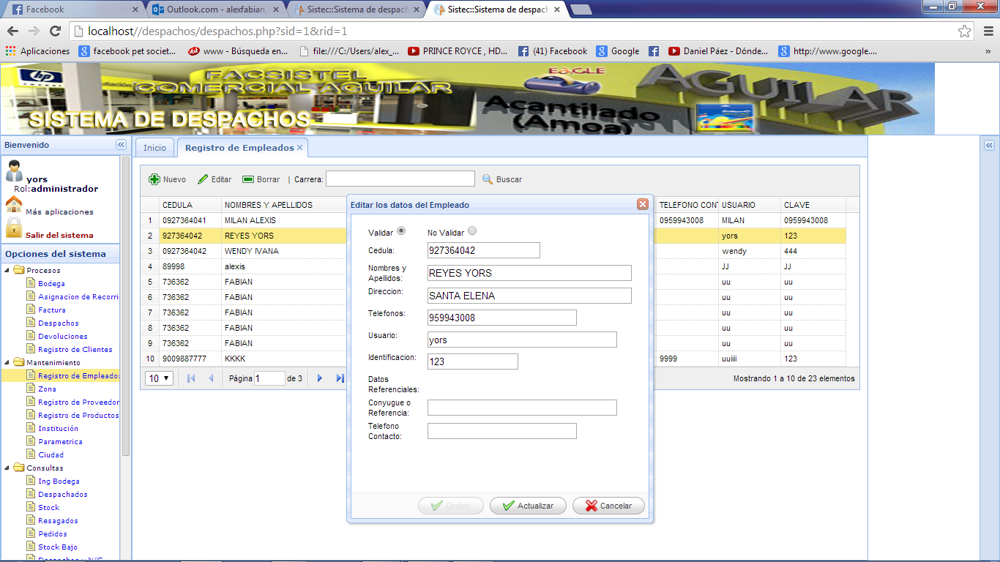 Facebook
Outlook.com - alexfabian_
Sistec::Sistema de despach
Sistec::Sistema de despach
localhost//despachos/despachos.php?sid=1&rid=1
Aplicaciones
facebook pet societ...
www - Búsqueda en...
file:///C:/Users/alex_...
PRINCE ROYCE , HD...
(41) Facebook
Google
Daniel Páez - Dónde...
http://www.google....
»
hp
FACSISTEL
COMERCIAL AGUILAR
SISTEMA DE DESPACHOS
EAGLE
Acantilado
(Amoa)
AGUILAR
Bienvenido
yors
Rol:administrador
Más aplicaciones
Salir del sistema
Opciones del sistema
Procesos
Bodega
Asignacion de Recorri
Factura
Despachos
Devoluciones
Registro de Clientes
Mantenimiento
Registro de Empleados
Zona
Registro de Proveedor
Registro de Productos
Institución
Parametrica
Ciudad
Consultas
Ing Bodega
Despachados
Stock
Resagados
Pedidos
Stock Bajo
Inicio
Registro de Empleados
Nuevo
Editar
Borrar
| Carrera:
Buscar
CEDULA NOMBRES Y APELLIDOS TELEFONO CONT USUARIO CLAVE
1 0927364041 MILAN ALEXIS 0959943008 MILAN 0959943008
2 927364042 REYES YORS yors 123
3 0927364042 WENDY IVANA wendy 444
4 89998 alexis JJ JJ
5 736362 FABIAN uu uu
6 736362 FABIAN uu uu
7 736362 FABIAN uu uu
8 736362 FABIAN uu uu
9 736362 FABIAN uu uu
10 9009887777 KKKK 9999 uuiiii 123
10 Página 1 de 3
Mostrando 1 a 10 de 23 elementos
Editar los datos del Empleado
Validar No Validar
Cedula: 927364042
Nombres y
Apellidos: REYES YORS
Direccion: SANTA ELENA
Telefonos: 959943008
Usuario: yors
Identificacion: 123
Datos
Referenciales:
Conyugue o
Referencia:
Telefono
Contacto:
Grabar
Actualizar
Cancelar